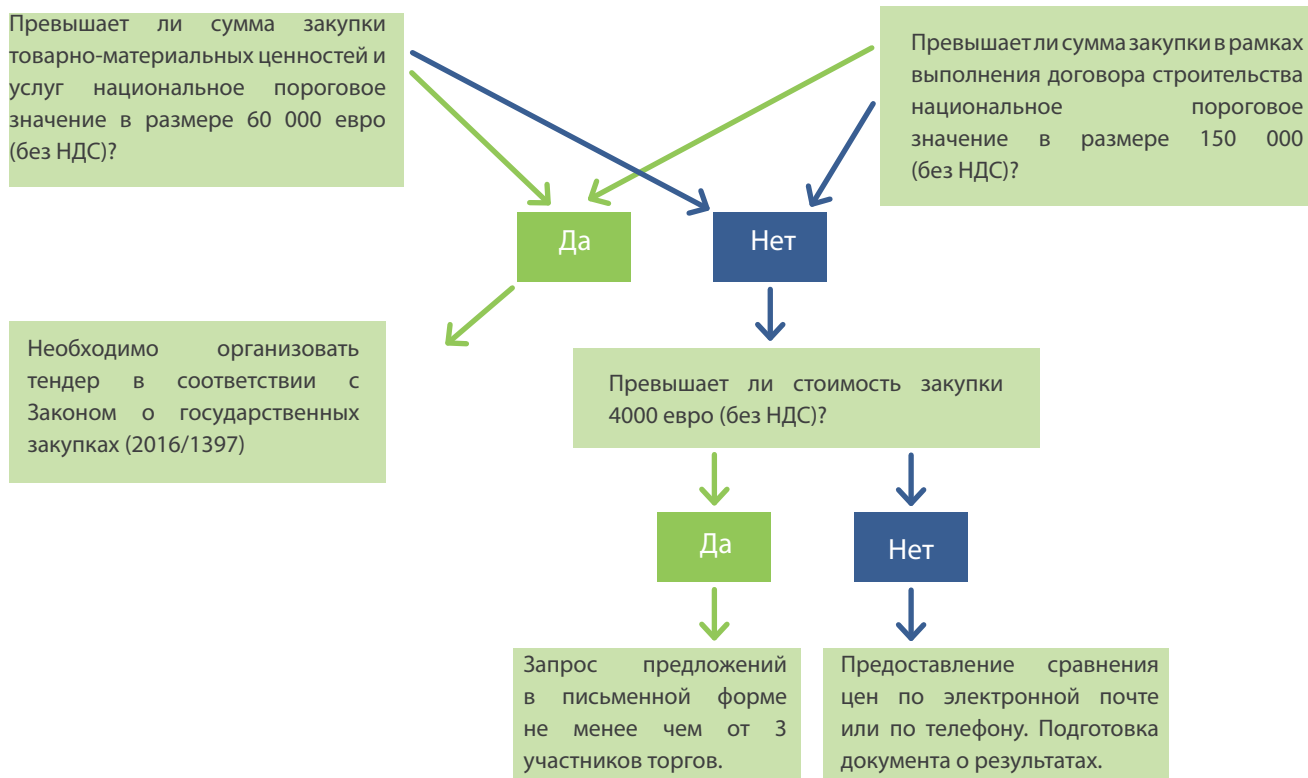 Превышает ли сумма закупки
товарно-материальных ценностей и
услуг национальное пороговое
значение в размере 60 000 евро
(без НДС)?
Превышает ли сумма закупки в рамках
выполнения договора строительства
национальное пороговое
значение в размере 150 000
(без НДС)?
Да
Нет
Необходимо организовать
тендер в соответствии с
Законом о государственных
закупках (2016/1397)
Превышает ли стоимость закупки
4000 евро (без НДС)?
Да
Нет
Запрос предложений
в письменной форме
не менее чем от 3
участников торгов.
Предоставление сравнения
цен по электронной почте
или по телефону. Подготовка
документа о результатах.